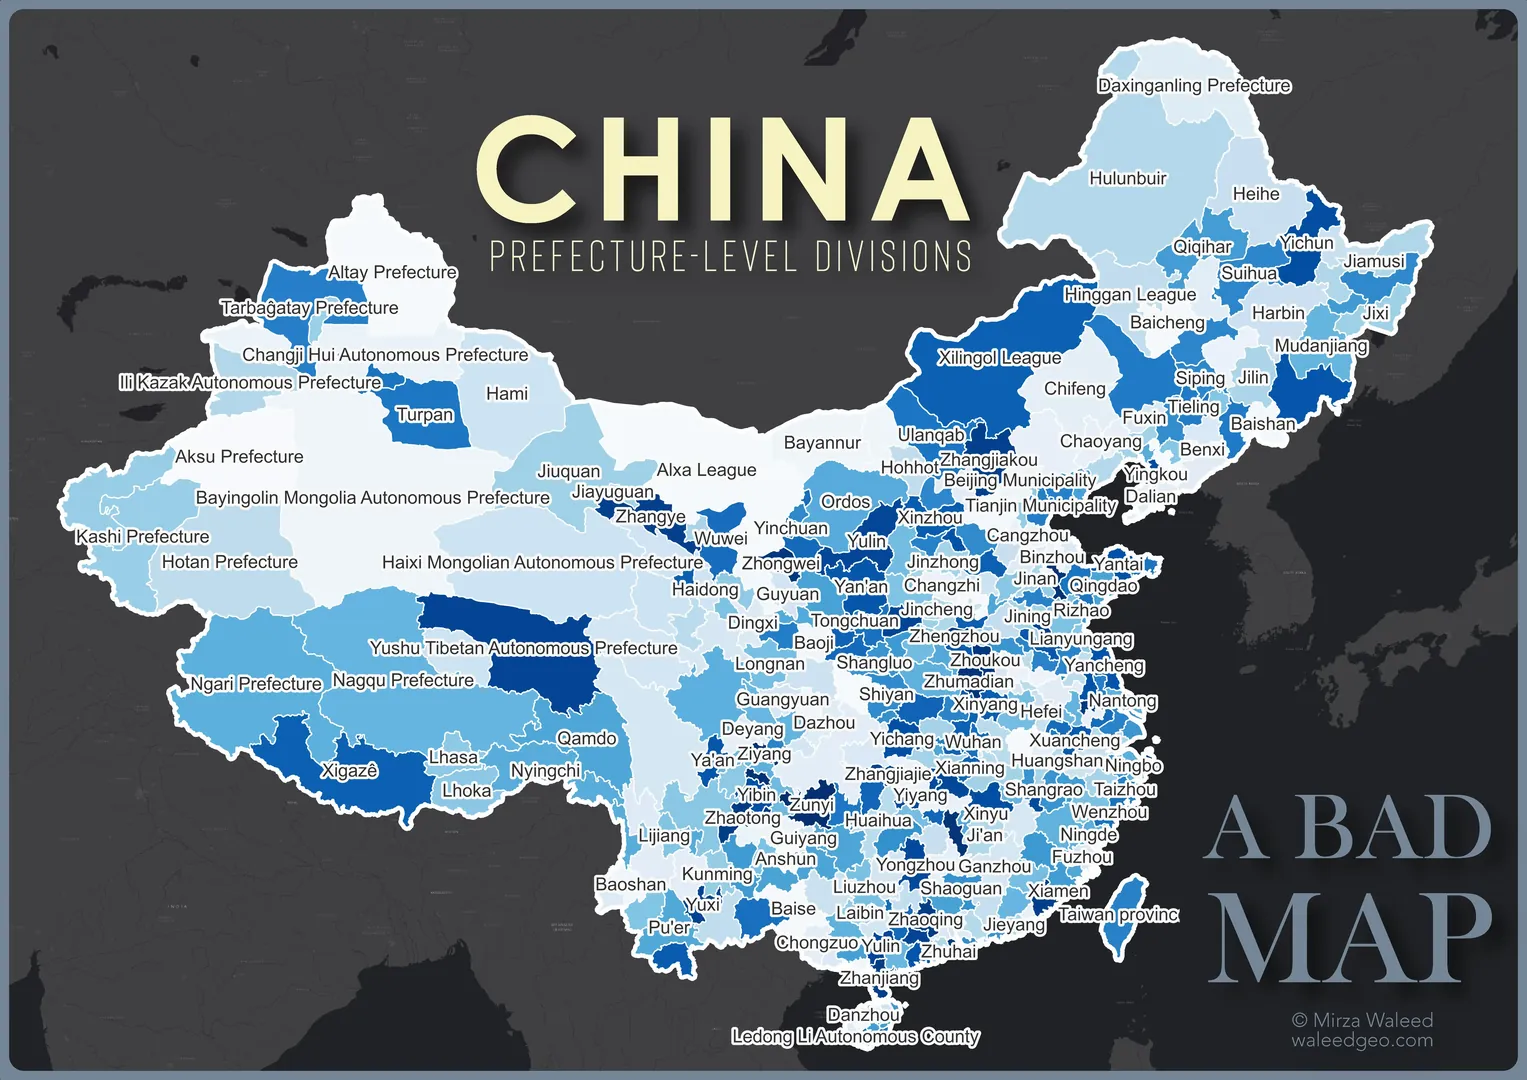 CHINA
PREFECTURE-LEVEL DIVISIONS
Daxinganling Prefecture
Hulunbuir
Heihe
Qiqihar
Yichun
Suihua
Jiamusi
Altay Prefecture
Tarbaĝatay Prefecture
Hinggan League
Harbin
Jixi
Baicheng
Mudanjiang
Changji Hui Autonomous Prefecture
Xilingol League
Ili Kazak Autonomous Prefecture
Hami
Chifeng
Siping
Jilin
Turpan
Fuxin
Tieling
Baishan
Ulanqab
Chaoyang
Bayannur
Benxi
Aksu Prefecture
Jiuquan
Alxa League
Hohhot
Zhangjiakou
Yingkou
Beijing Municipality
Bayingolin Mongolia Autonomous Prefecture
Jiayuguan
Dalian
Ordos
Tianjin Municipality
Zhangye
Xinzhou
Kashi Prefecture
Wuwei
Yinchuan
Yulin
Cangzhou
Hotan Prefecture
Haixi Mongolian Autonomous Prefecture
Zhongwei
Jinzhong
Binzhou
Yantai
Haidong
Guyuan
Yan'an
Changzhi
Jinan
Qingdao
Dingxi
Tongchuan
Jincheng
Jining
Rizhao
Yushu Tibetan Autonomous Prefecture
Baoji
Zhengzhou
Lianyungang
Longnan
Shangluo
Zhoukou
Yancheng
Ngari Prefecture
Nagqu Prefecture
Zhumadian
Guangyuan
Shiyan
Xinyang
Hefei
Nantong
Deyang
Dazhou
Qamdo
Yichang
Wuhan
Xuancheng
Lhasa
Ya'an
Ziyang
Huangshan
Ningbo
Xigazê
Nyingchi
Zhangjiajie
Xianning
Lhoka
Yibin
Zunyi
Yiyang
Shangrao
Taizhou
Zhaotong
Huaihua
Xinyu
Wenzhou
Lijiang
Guiyang
Ji'an
Ningde
Anshun
Fuzhou
Baoshan
Kunming
Yongzhou
Ganzhou
Liuzhou
Shaoguan
Xiamen
Yuxi
Baise
Laibin
Zhaoqing
Taiwan provinc
Pu'er
Jieyang
Chongzuo
Yulin
Zhuhai
Zhanjiang
Danzhou
Ledong Li Autonomous County
A BAD
MAP
© Mirza Waleed
waleedgeo.com